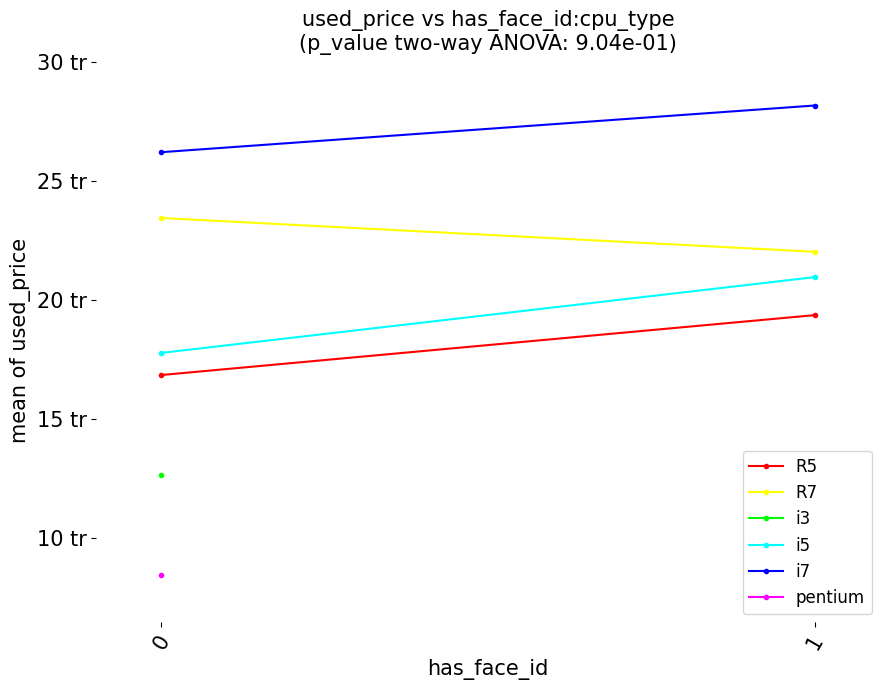 used_price vs has_face_id:cpu_type
(p_value two-way ANOVA: 9.04e-01)
30 tr
25 tr
20 tr
15 tr
10 tr
mean of used_price
R5
R7
i3
i5
i7
pentium
0
1
has_face_id